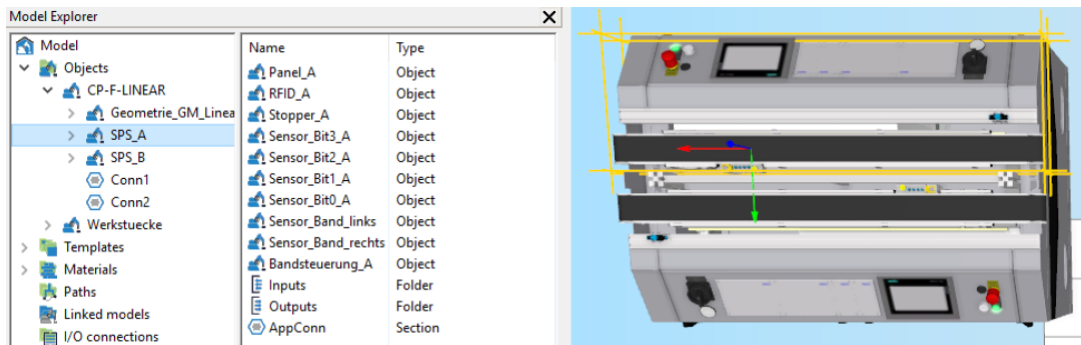 Model Explorer
Model
Objects
CP-F-LINEAR
Geometrie_GM_Linea
SPS_A
SPS_B
Conn1
Conn2
Werkstuecke
Templates
Materials
Paths
Linked models
I/O connections
Name Type
Panel_A Object
RFID_A Object
Stopper_A Object
Sensor_Bit3_A Object
Sensor_Bit2_A Object
Sensor_Bit1_A Object
Sensor_Bit0_A Object
Sensor_Band_links Object
Sensor_Band_rechts Object
Bandsteuerung_A Object
Inputs Folder
Outputs Folder
AppConn Section